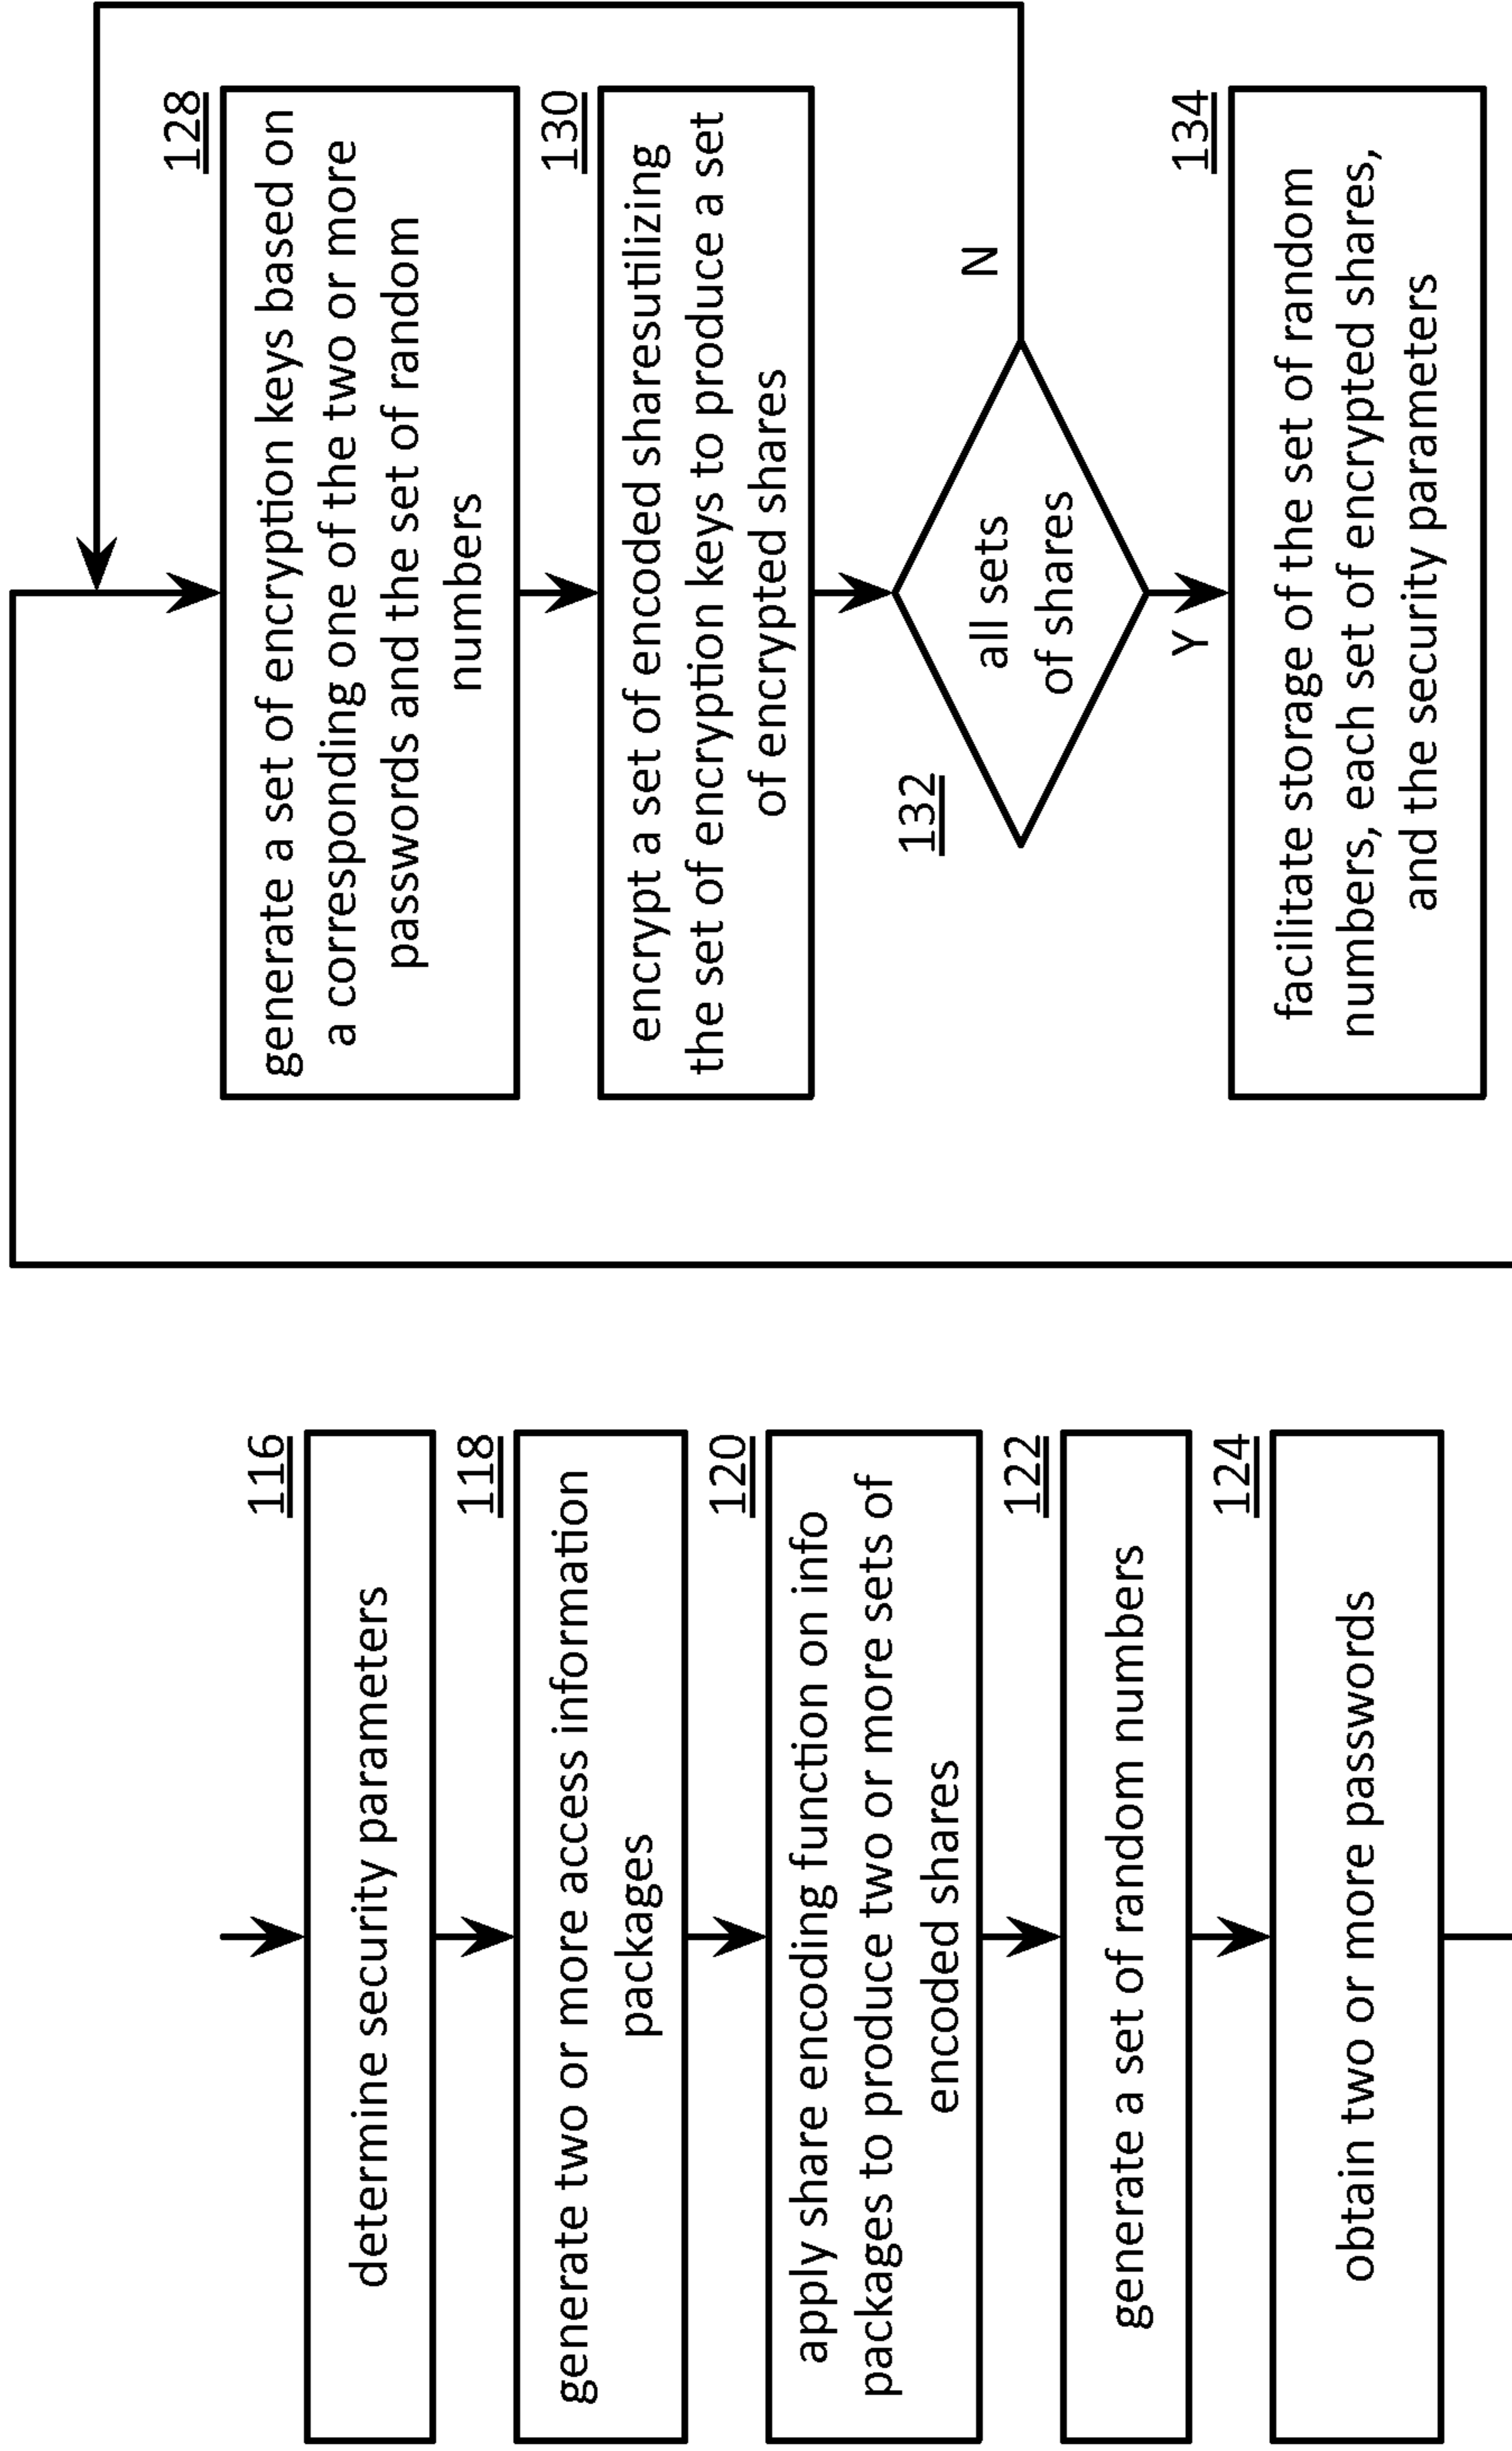 116
determine security parameters
118
generate two or more access information
packages
120
apply share encoding function on info
packages to produce two or more sets of
encoded shares
122
generate a set of random numbers
124
obtain two or more passwords
128
generate a set of encryption keys based on
a corresponding one of the two or more
passwords and the set of random
numbers
130
encrypt a set of encoded sharesutilizing
the set of encryption keys to produce a set
of encrypted shares
132
all sets
of shares
N
Y
134
facilitate storage of the set of random
numbers, each set of encrypted shares,
and the security parameters